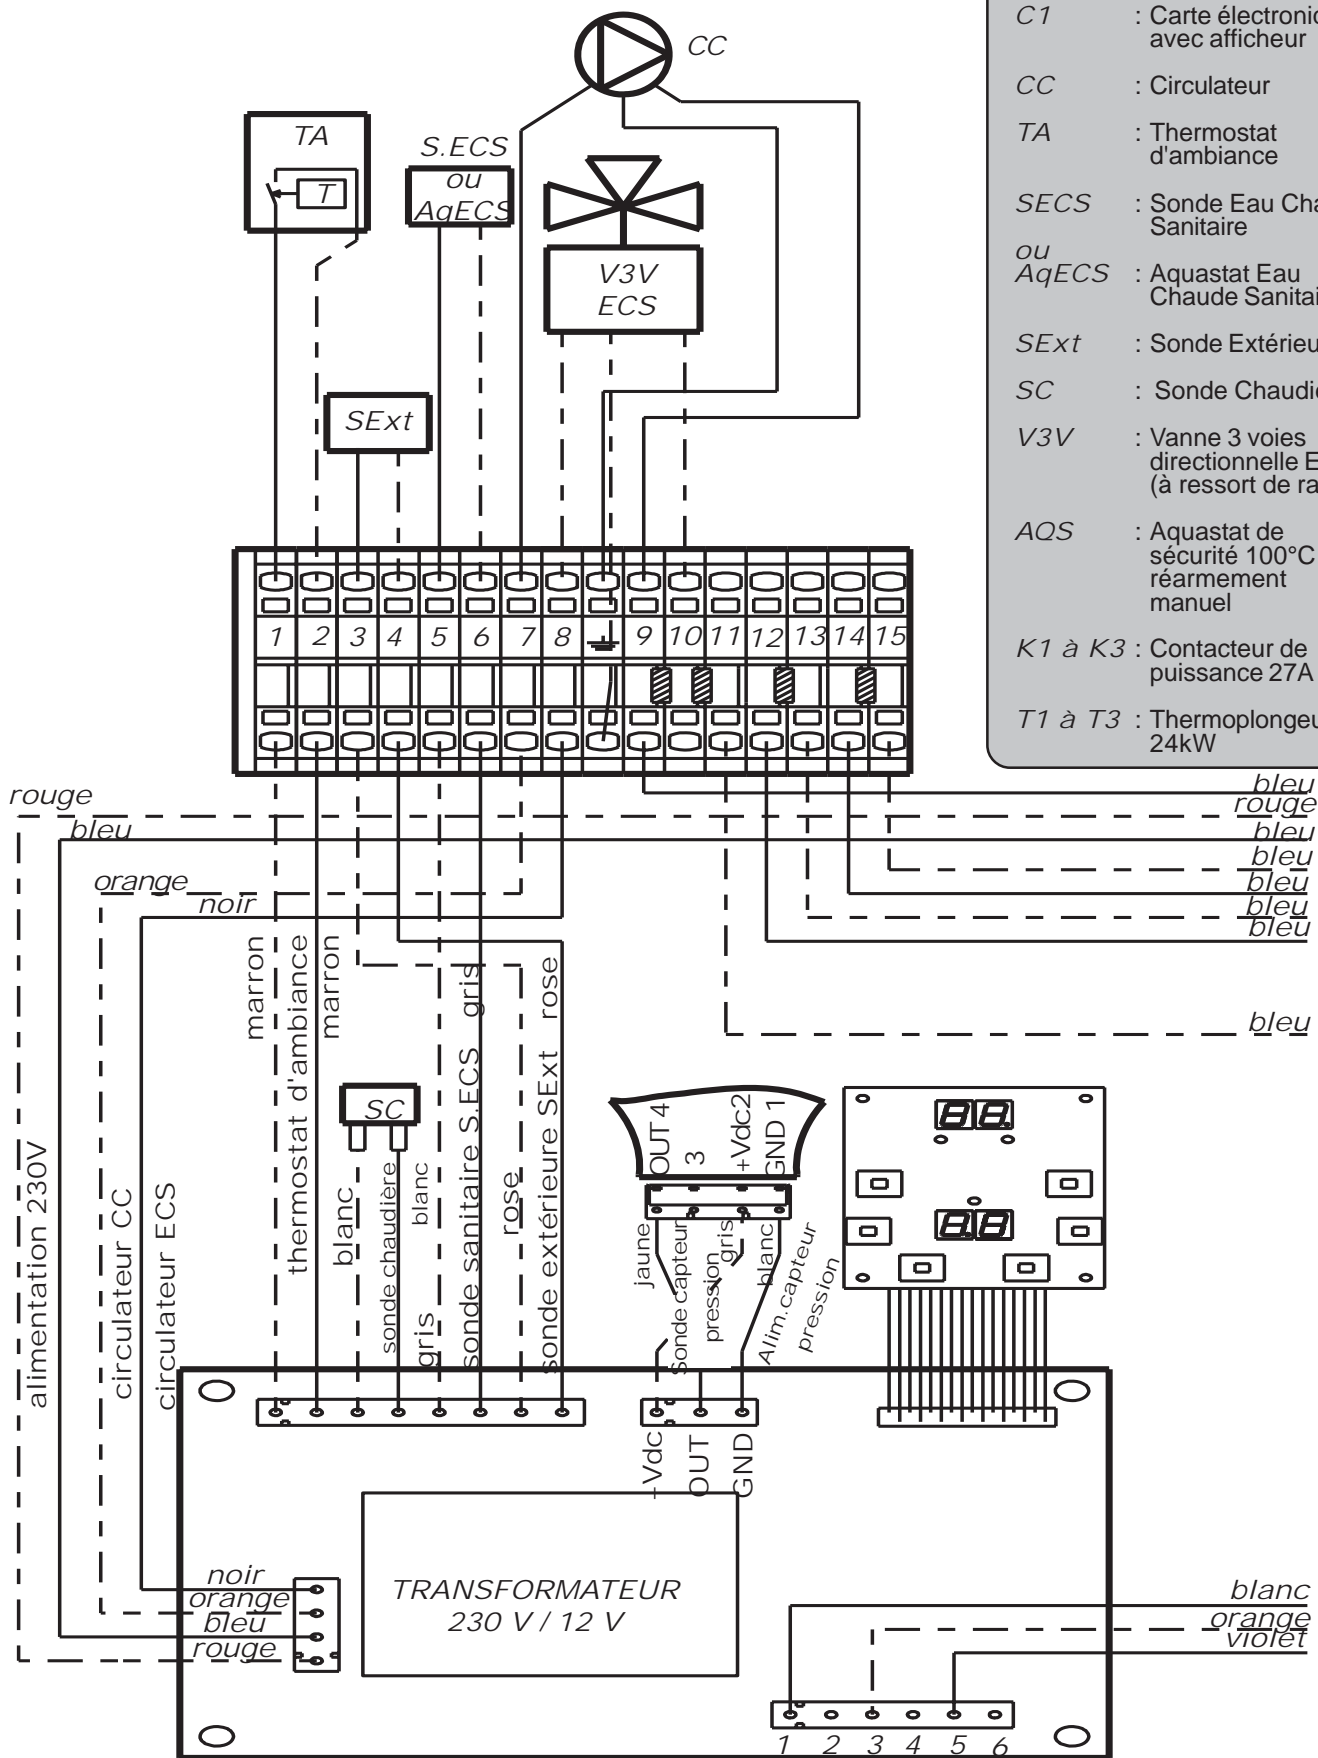 CC
TA
T
S.ECS
ou
AqECS
V3V
ECS
SExt
C1 : Carte électroni
avec afficheur
CC : Circulateur
TA : Thermostat
d'ambiance
SECS : Sonde Eau Cha
Sanitaire
ou
AqECS : Aquastat Eau
Chaude Sanitai
SExt : Sonde Extérieu
SC : Sonde Chaudi
V3V : Vanne 3 voies
directionnelle E
(à ressort de ra
AQS : Aquastat de
sécurité 100°C
réarmement
manuel
K1 à K3 : Contacteur de
puissance 27A
T1 à T3 : Thermoplongeu
24kW
1 2 3 4 5 6 7 8 9 10 11 12 13 14 15
bleu
rouge
rouge
bleu
bleu
bleu
orange
bleu
noir
bleu
bleu
bleu
marron
thermostat d'ambiance
marron
gris
rose
alimentation 230V
circulateur CC
circulateur ECS
SC
blanc
sonde chaudière
blanc
gris
sonde sanitaire S.ECS
rose
sonde extérieure SExt
OUT 4
3
+Vdc2
GND 1
jaune
Sonde capteur
pression
gris
blanc
Alim.capteur
pression
88
8.8
+Vdc
OUT
GND
TRANSFORMATEUR
230 V / 12 V
noir
orange
bleu
rouge
blanc
orange
violet
1 2 3 4 5 6